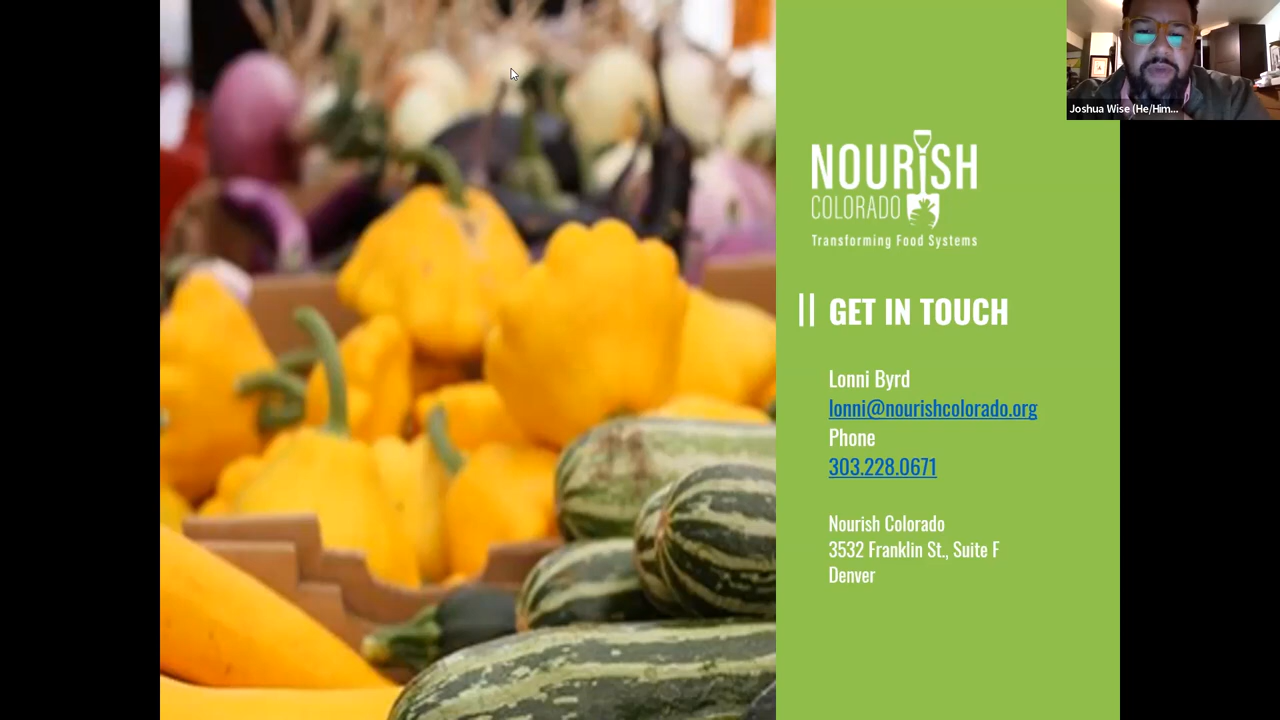 Joshua Wise (He/Him...
NOURISH
COLORADO
Transforming Food Systems
GET IN TOUCH
Lonni Byrd
lonni@nourishcolorado.org
Phone
303.228.0671
Nourish Colorado
3532 Franklin St., Suite F
Denver